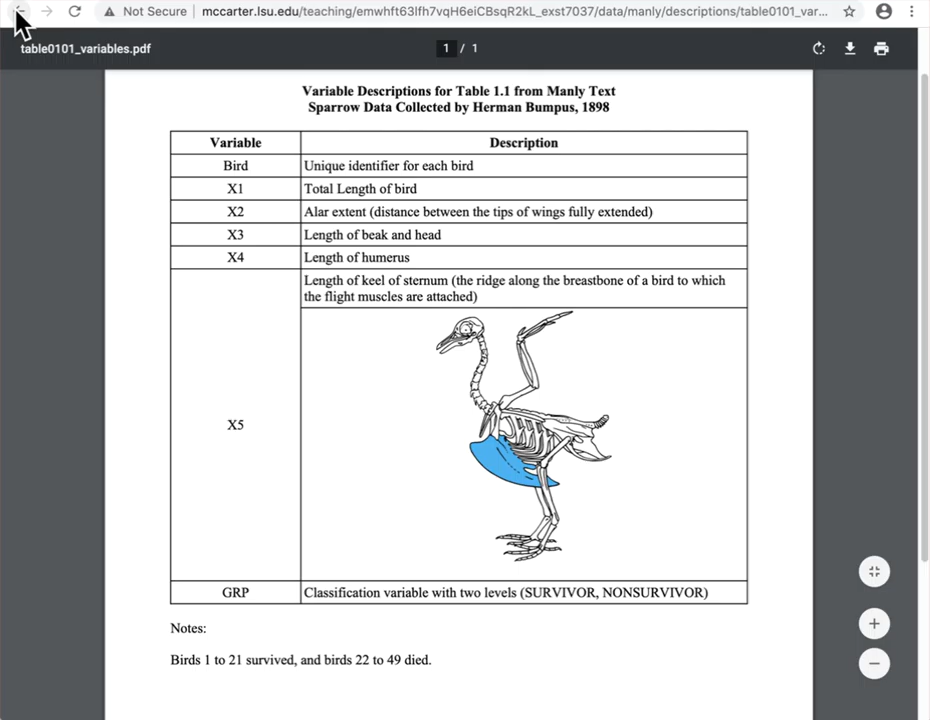 Not Secure mccarter.lsu.edu/teaching/emwhft63lfh7vqH6eiCBsqR2kL_exst7037/data/manly/descriptions/table0101_var...
table0101_variables.pdf
1 / 1
Variable Descriptions for Table 1.1 from Manly Text
Sparrow Data Collected by Herman Bumpus, 1898
Variable Description
Bird Unique identifier for each bird
X1 Total Length of bird
X2 Alar extent (distance between the tips of wings fully extended)
X3 Length of beak and head
X4 Length of humerus
X5 Length of keel of sternum (the ridge along the breastbone of a bird to which
the flight muscles are attached)
GRP Classification variable with two levels (SURVIVOR, NONSURVIVOR)
Notes:
Birds 1 to 21 survived, and birds 22 to 49 died.